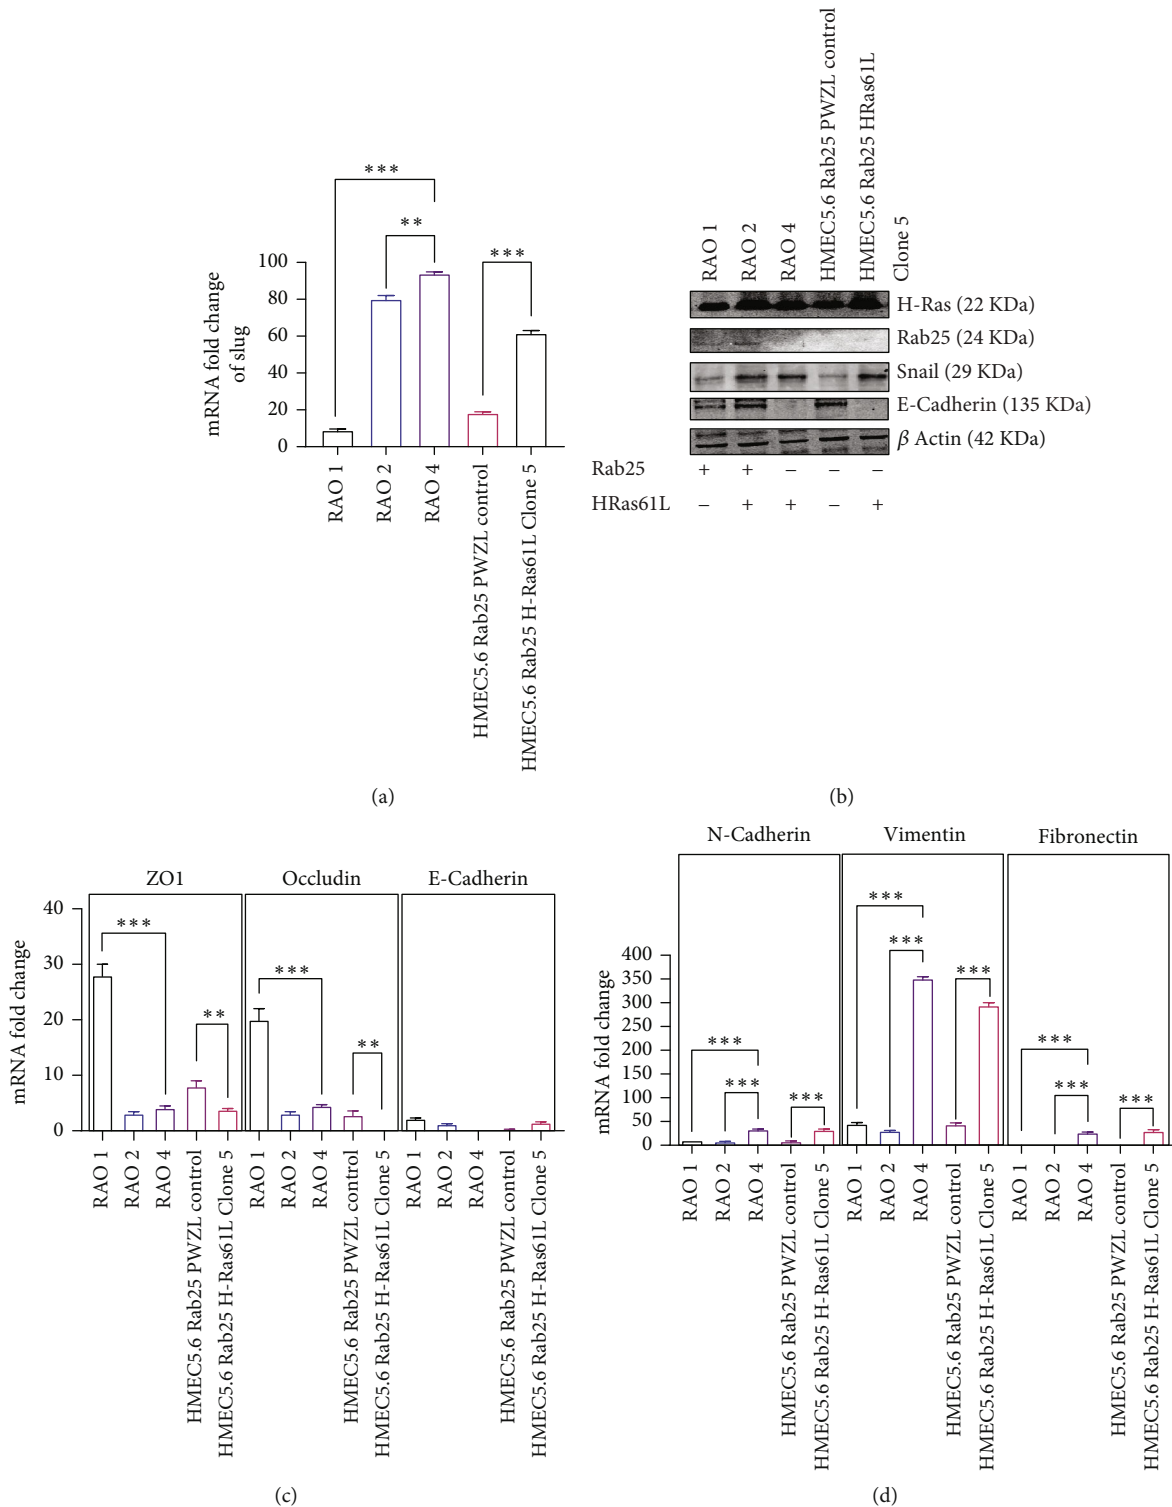 mRNA fold change
of slug
100
80
60
40
20
0
***
**
***
RAO 1
RAO 2
RAO 4
HMEC5.6 Rab25 PWZL control
HMEC5.6 Rab25 H-Ras61L Clone 5
(a)
RAO 1
RAO 2
RAO 4
HMEC5.6 Rab25 PWZL control
HMEC5.6 Rab25 HRas61L
Clone 5
H-Ras (22 KDa)
Rab25 (24 KDa)
Snail (29 KDa)
E-Cadherin (135 KDa)
β Actin (42 KDa)
Rab25 + + – – –
HRas61L – + + – +
(b)
mRNA fold change
40
30
20
10
0
ZO1
Occludin
E-Cadherin
***
**
***
**
RAO 1
RAO 2
RAO 4
HMEC5.6 Rab25 PWZL control
HMEC5.6 Rab25 H-Ras61L Clone 5
RAO 1
RAO 2
RAO 4
HMEC5.6 Rab25 PWZL control
HMEC5.6 Rab25 H-Ras61L Clone 5
RAO 1
RAO 2
RAO 4
HMEC5.6 Rab25 PWZL control
HMEC5.6 Rab25 H-Ras61L Clone 5
(c)
mRNA fold change
400
350
300
250
200
150
100
50
0
N-Cadherin
Vimentin
Fibronectin
***
***
***
***
***
***
***
***
***
RAO 1
RAO 2
RAO 4
HMEC5.6 Rab25 PWZL control
HMEC5.6 Rab25 H-Ras61L Clone 5
RAO 1
RAO 2
RAO 4
HMEC5.6 Rab25 PWZL control
HMEC5.6 Rab25 H-Ras61L Clone 5
RAO 1
RAO 2
RAO 4
HMEC5.6 Rab25 PWZL control
HMEC5.6 Rab25 H-Ras61L Clone 5
(d)